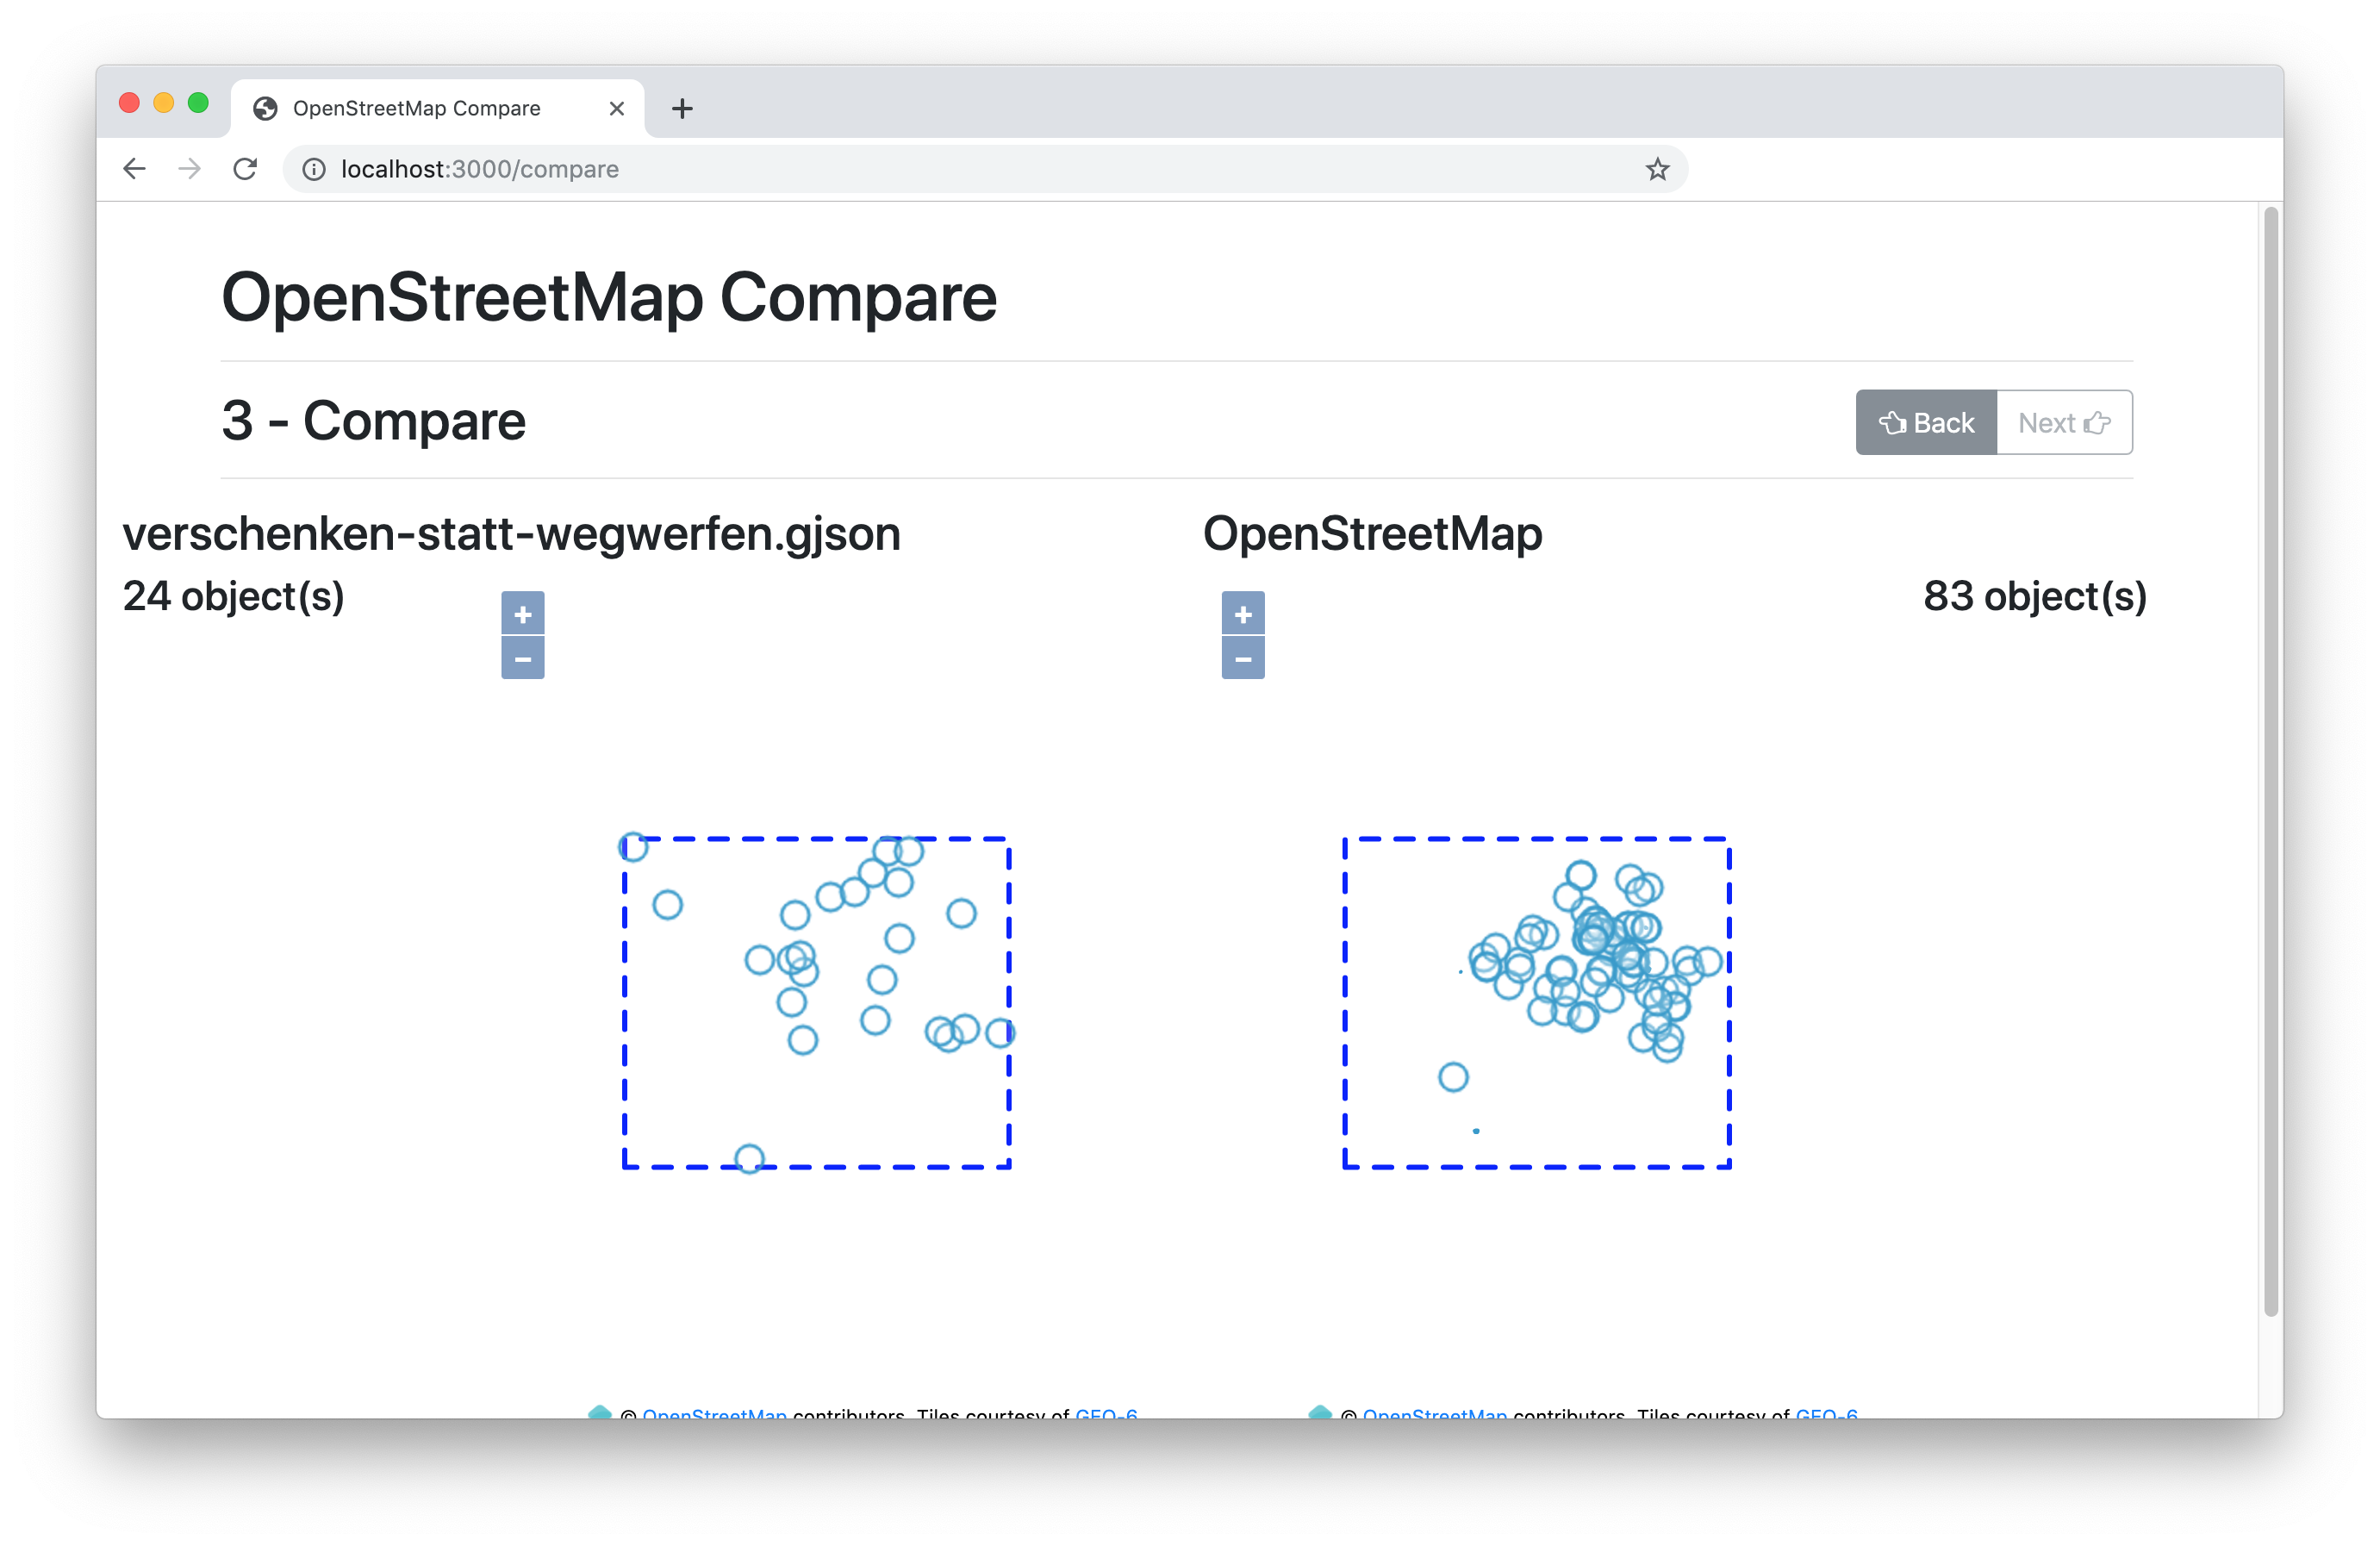 OpenStreetMap Compare
localhost:3000/compare
OpenStreetMap Compare
3 - Compare
Back
Next
verschenken-statt-wegwerfen.gjson
OpenStreetMap
24 object(s)
83 object(s)
+
−
+
−
© OpenStreetMap contributors. Tiles courtesy of GEO-6
© OpenStreetMap contributors. Tiles courtesy of GEO-6